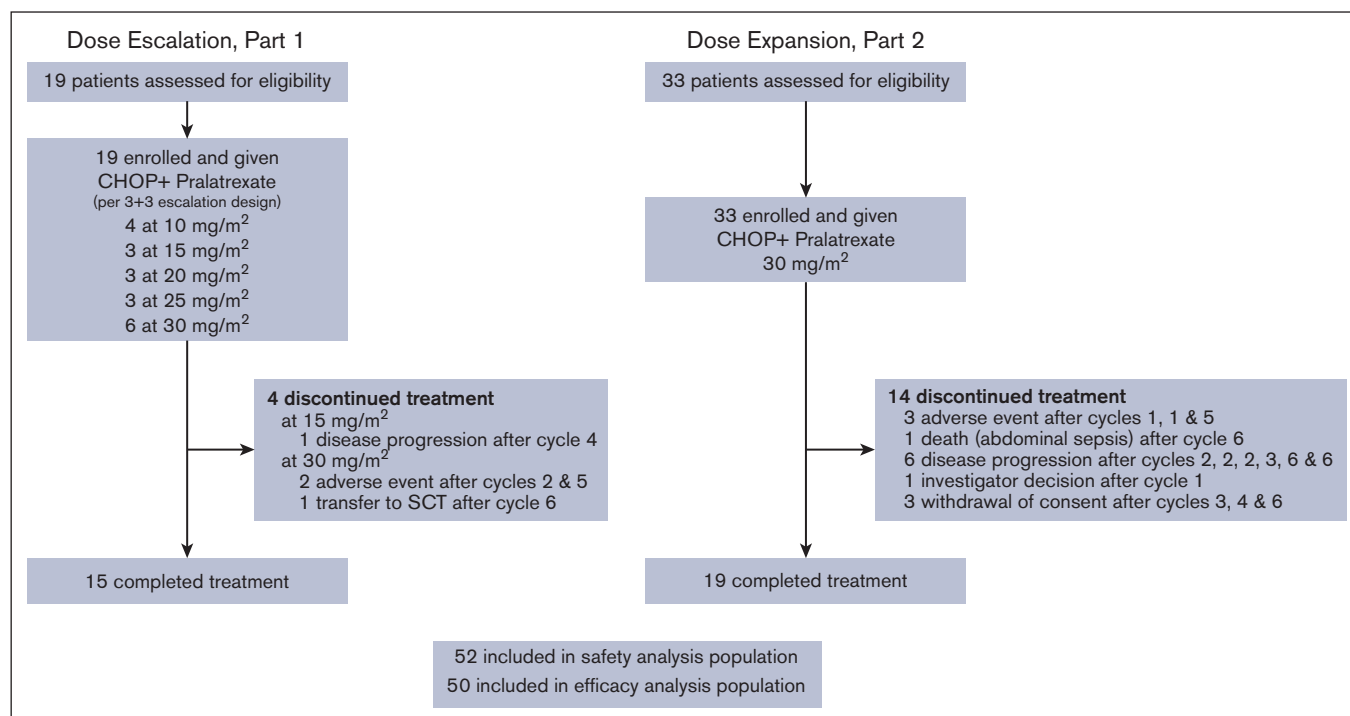 Dose Escalation, Part 1
19 patients assessed for eligibility
19 enrolled and given
CHOP+ Pralatrexate
(per 3+3 escalation design)
4 at 10 mg/m²
3 at 15 mg/m²
3 at 20 mg/m²
3 at 25 mg/m²
6 at 30 mg/m²
4 discontinued treatment
at 15 mg/m²
1 disease progression after cycle 4
at 30 mg/m²
2 adverse event after cycles 2 & 5
1 transfer to SCT after cycle 6
15 completed treatment
Dose Expansion, Part 2
33 patients assessed for eligibility
33 enrolled and given
CHOP+ Pralatrexate
30 mg/m²
14 discontinued treatment
3 adverse event after cycles 1, 1 & 5
1 death (abdominal sepsis) after cycle 6
6 disease progression after cycles 2, 2, 2, 3, 6 & 6
1 investigator decision after cycle 1
3 withdrawal of consent after cycles 3, 4 & 6
19 completed treatment
52 included in safety analysis population
50 included in efficacy analysis population